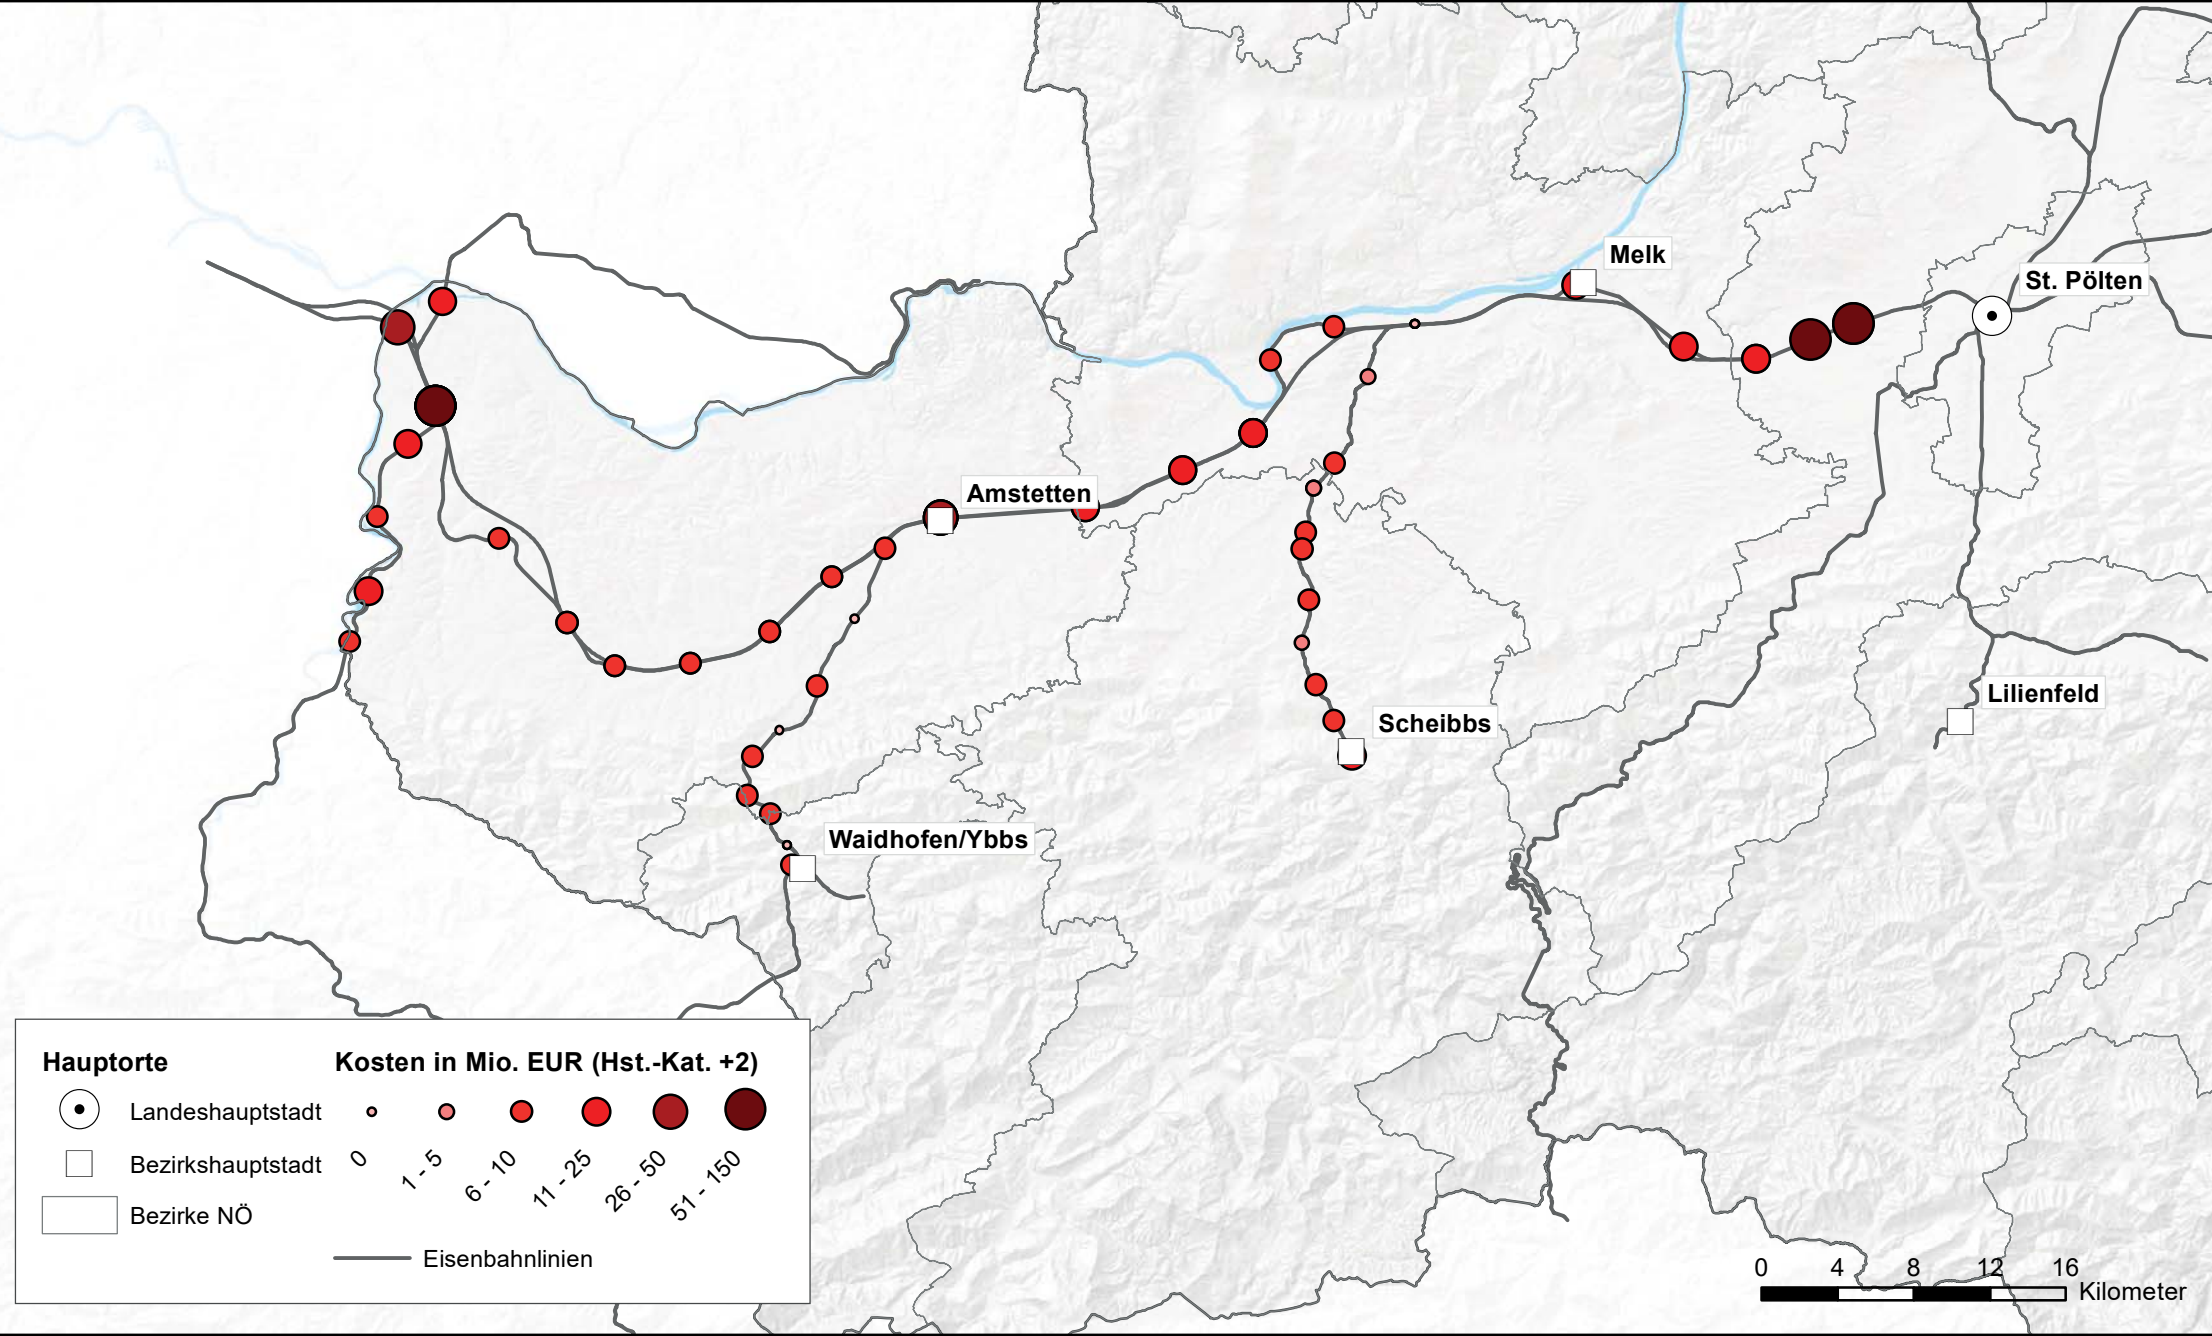 Melk
St. Pölten
Amstetten
Lilienfeld
Scheibbs
Waidhofen/Ybbs
Hauptorte
Landeshauptstadt
Bezirkshauptstadt
Bezirke NÖ
Kosten in Mio. EUR (Hst.-Kat. +2)
0
1 - 5
6 - 10
11 - 25
26 - 50
51 - 150
Eisenbahnlinien
0 4 8 12 16
Kilometer